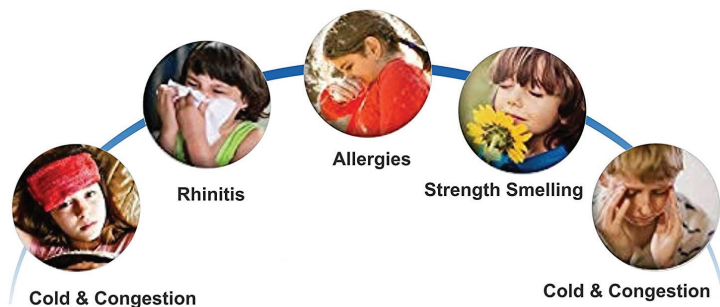 Cold & Congestion
Rhinitis
Allergies
Strength Smelling
Cold & Congestion